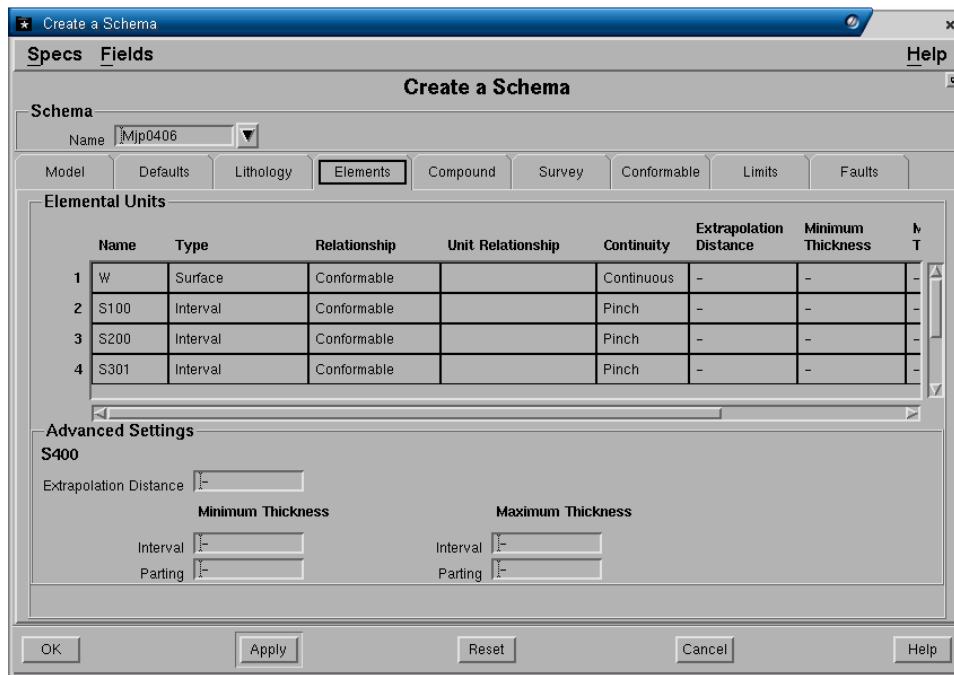 Create a Schema
Specs Fields Help
Create a Schema
Schema
Name Mjp0406
Model Defaults Lithology Elements Compound Survey Conformable Limits Faults
Elemental Units
Name Type Relationship Unit Relationship Continuity Extrapolation Distance Minimum Thickness
1 W Surface Conformable Continuous - - -
2 S100 Interval Conformable Pinch - - -
3 S200 Interval Conformable Pinch - - -
4 S301 Interval Conformable Pinch - - -
Advanced Settings
S400
Extrapolation Distance -
Minimum Thickness Maximum Thickness
Interval - Interval -
Parting - Parting -
OK Apply Reset Cancel Help